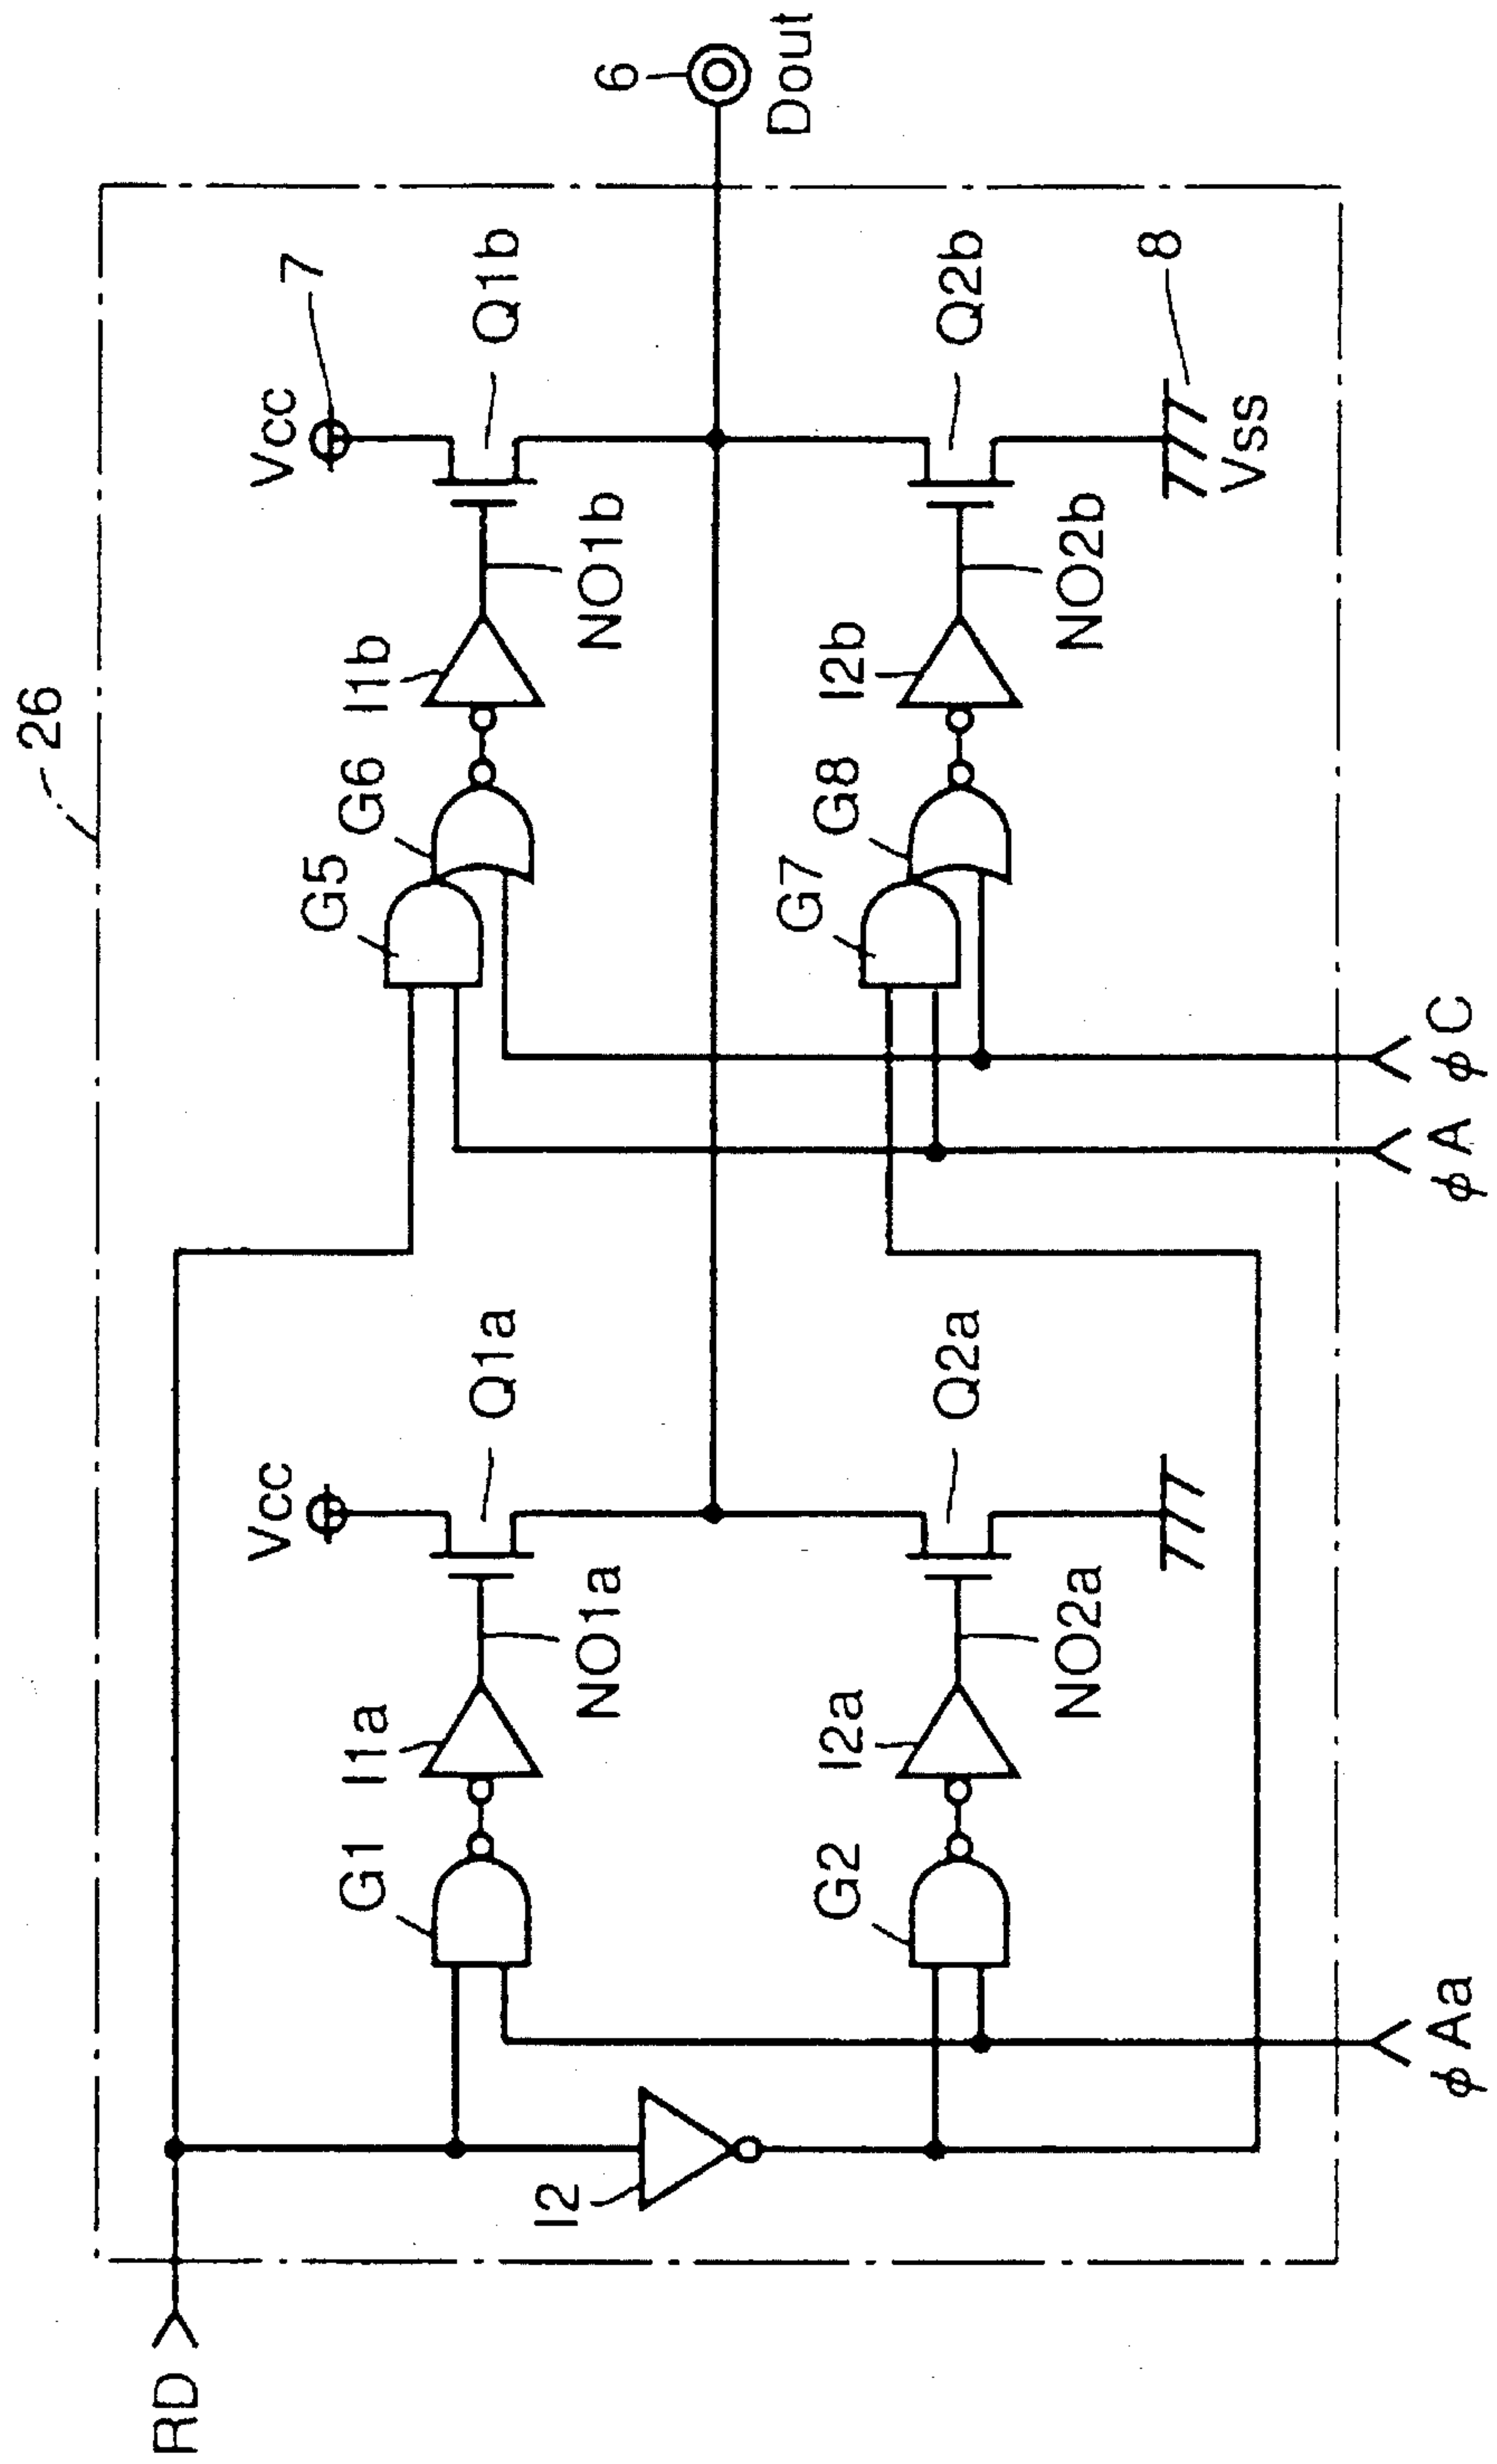 26
Vcc
Vcc
7
G1
I1a
Q1a
G5
G6
I1b
Q1b
NO1a
NO1b
RD
I2
6
Dout
G2
I2a
Q2a
G7
G8
I2b
Q2b
NO2a
NO2b
8
Vss
φAa
φA
φC